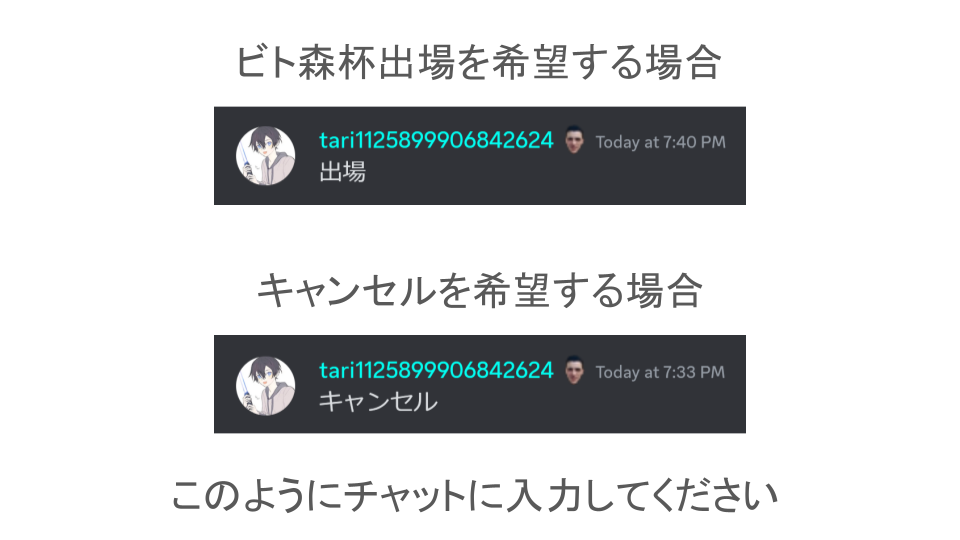 ビト森杯出場を希望する場合
tari1125899906842624 Today at 7:40 PM
出場
キャンセルを希望する場合
tari1125899906842624 Today at 7:33 PM
キャンセル
このようにチャットに入力してください